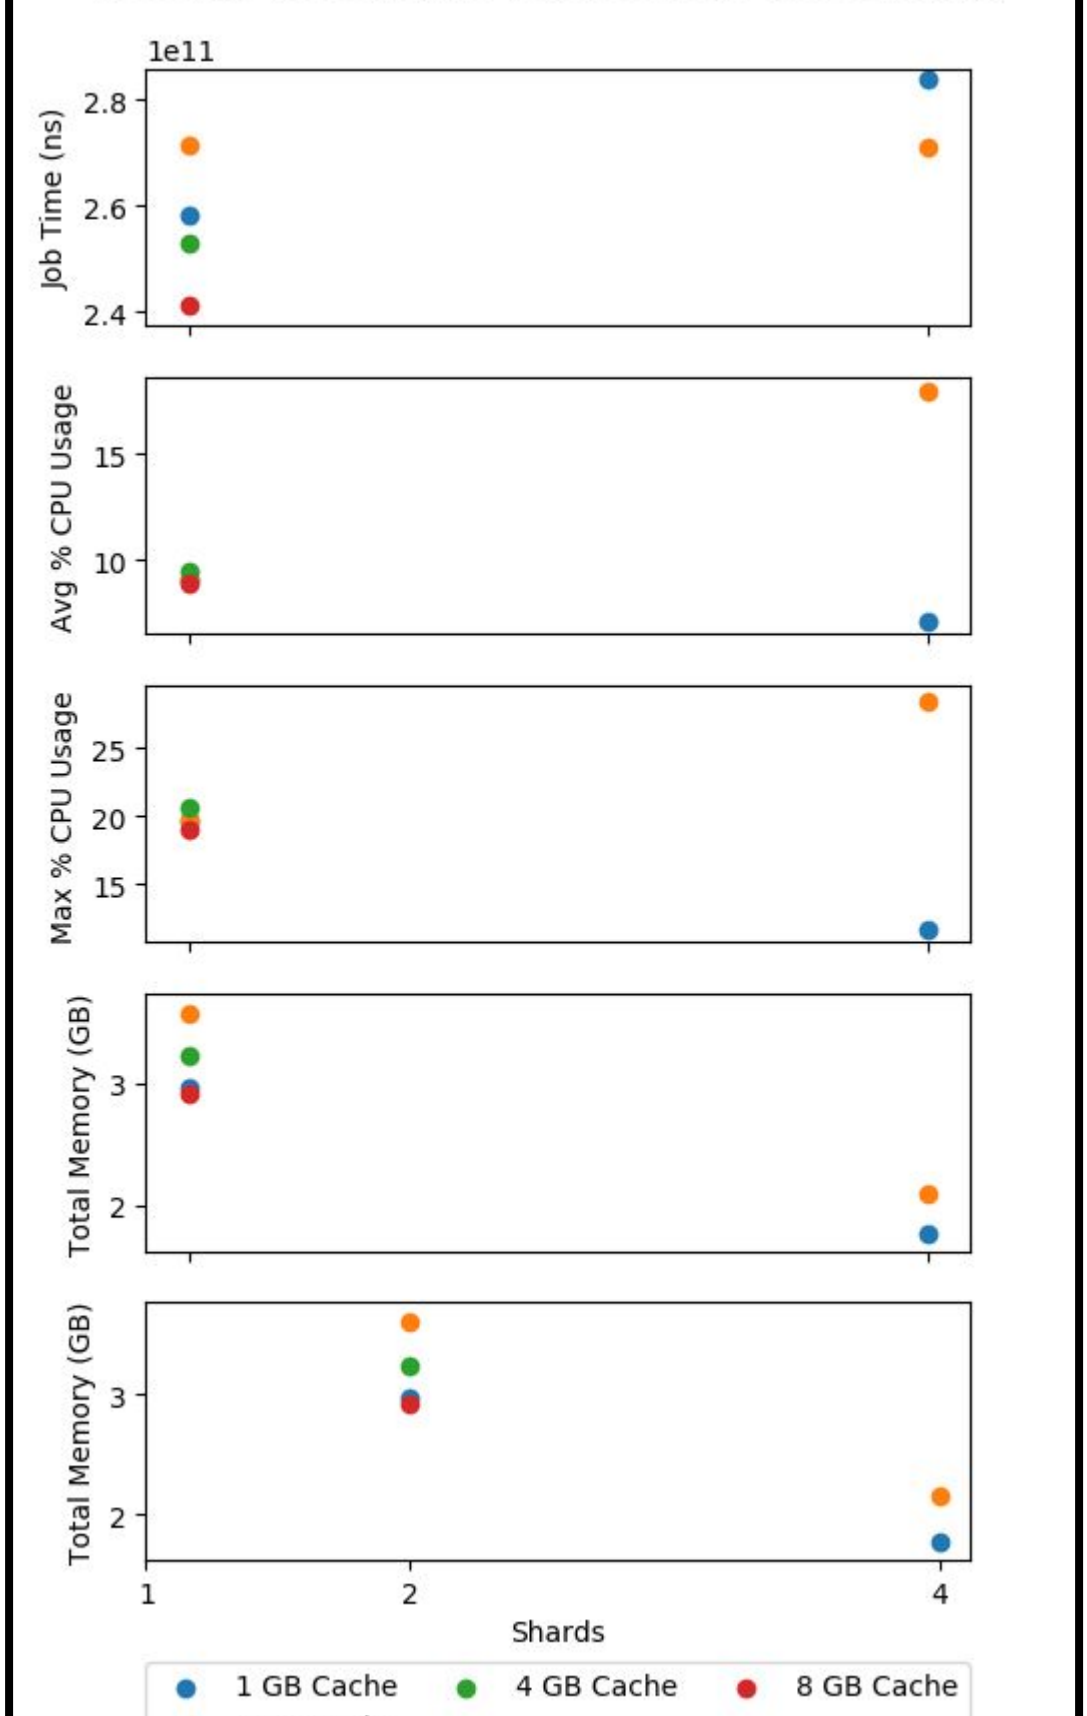 1e11
Job Time (ns)
2.8
2.6
2.4
Avg % CPU Usage
15
10
Max % CPU Usage
25
20
15
Total Memory (GB)
3
2
Total Memory (GB)
3
2
1 2 4
Shards
1 GB Cache 4 GB Cache 8 GB Cache